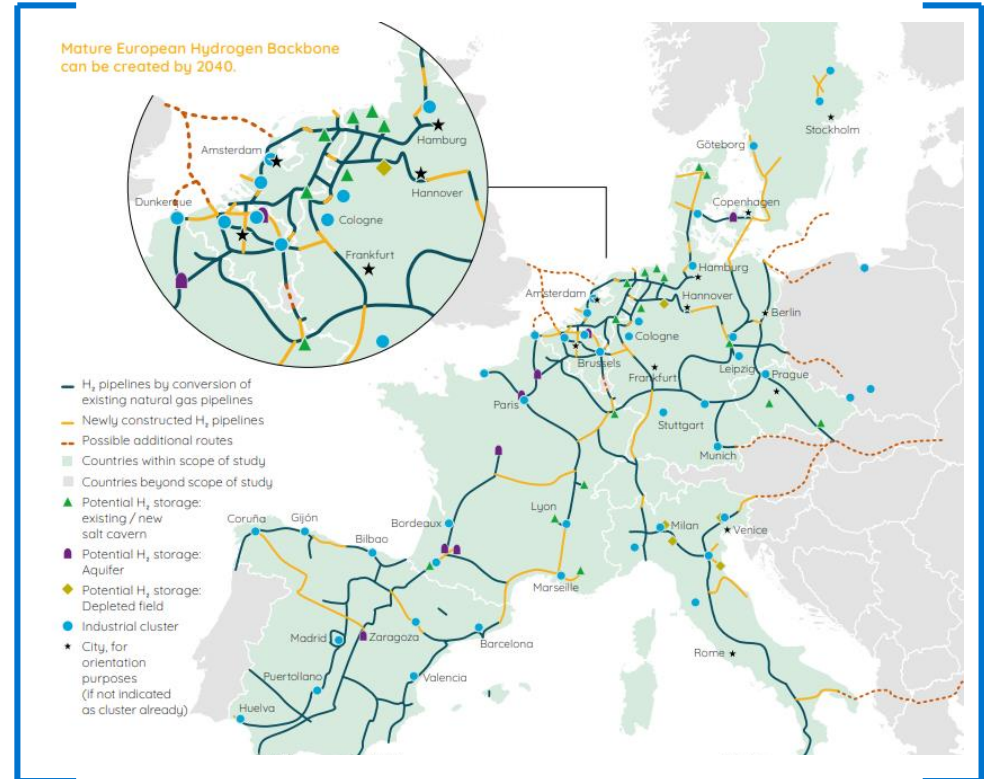 Mature European Hydrogen Backbone
can be created by 2040.
Amsterdam
Hamburg
Hannover
Dunkerque
Cologne
Frankfurt
Stockholm
Göteborg
Copenhagen
Hamburg
Amsterdam
Hannover
Berlin
Cologne
Brussels
Leipzig
Frankfurt
Prague
Paris
Stuttgart
Munich
H₂ pipelines by conversion of
existing natural gas pipelines
Newly constructed H₂ pipelines
Possible additional routes
Countries within scope of study
Countries beyond scope of study
Potential H₂ storage:
existing / new
salt cavern
Potential H₂ storage:
Aquifer
Potential H₂ storage:
Depleted field
Industrial cluster
City, for
orientation
purposes
(if not indicated
as cluster already)
Lyon
Milan
Venice
Bordeaux
Coruña
Gijón
Bilbao
Marseille
Madrid
Zaragoza
Barcelona
Rome
Puertollano
Valencia
Huelva